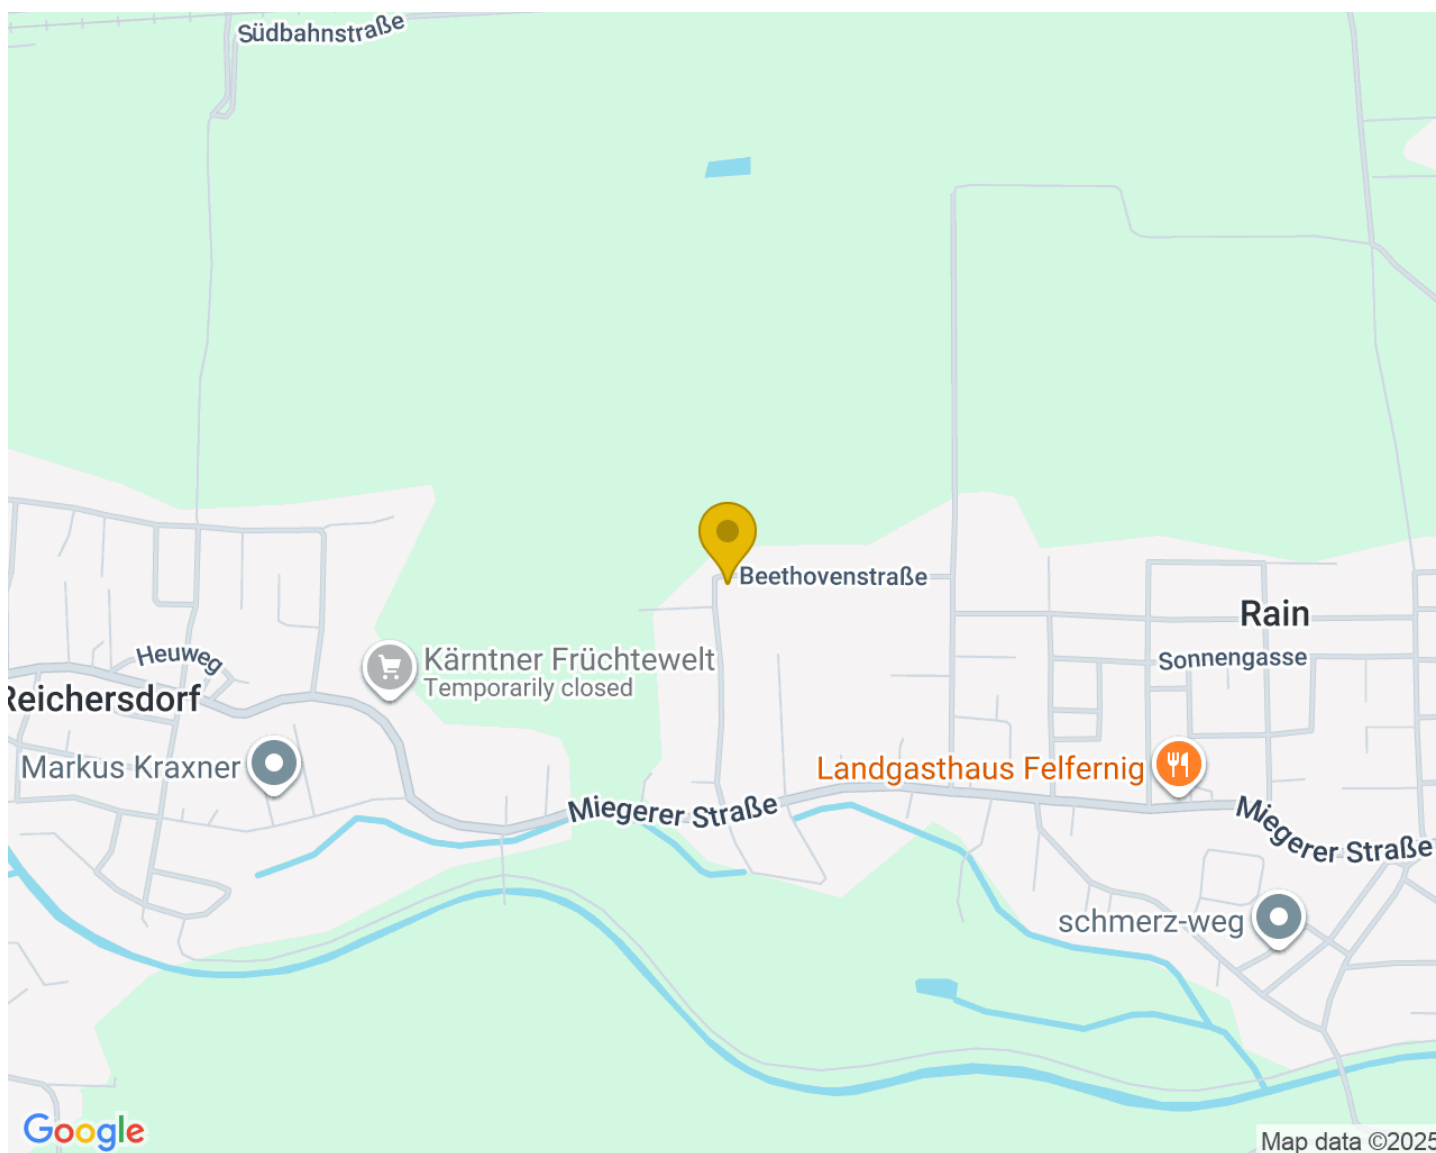 Südbahnstraße
Beethovenstraße
Rain
Heuweg
Kärntner Früchtewelt
Temporarily closed
Sonnengasse
Reichersdorf
Markus Kraxner
Landgasthaus Felfernig
Miegerer Straße
Miegerer Straße
schmerz-weg
Google
Map data ©2025